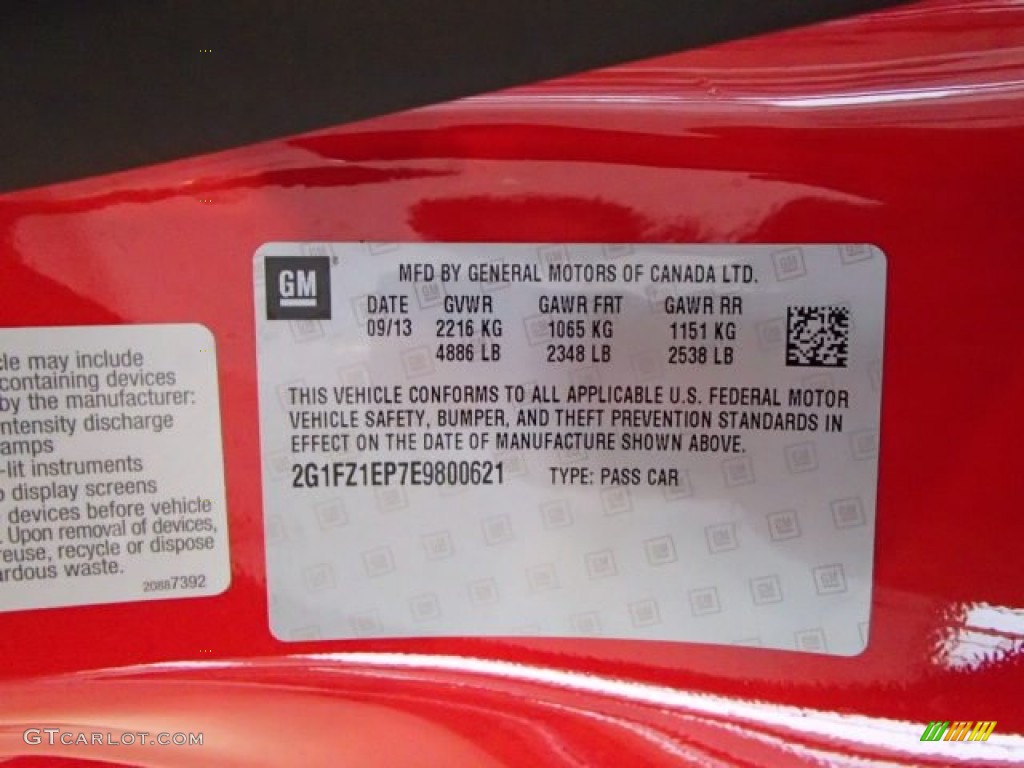 GM
MFD BY GENERAL MOTORS OF CANADA LTD.
DATE GVWR GAWR FRT GAWR RR
09/13 2216 KG 1065 KG 1151 KG
4886 LB 2348 LB 2538 LB
THIS VEHICLE CONFORMS TO ALL APPLICABLE U.S. FEDERAL MOTOR
VEHICLE SAFETY, BUMPER, AND THEFT PREVENTION STANDARDS IN
EFFECT ON THE DATE OF MANUFACTURE SHOWN ABOVE.
2G1FZ1EP7E9800621 TYPE: PASS CAR
cle may include
containing devices
by the manufacturer:
ntensity discharge
amps
-lit instruments
display screens
devices before vehicle
. Upon removal of devices,
reuse, recycle or dispose
ardous waste.
20887392
GTCARLOT.COM